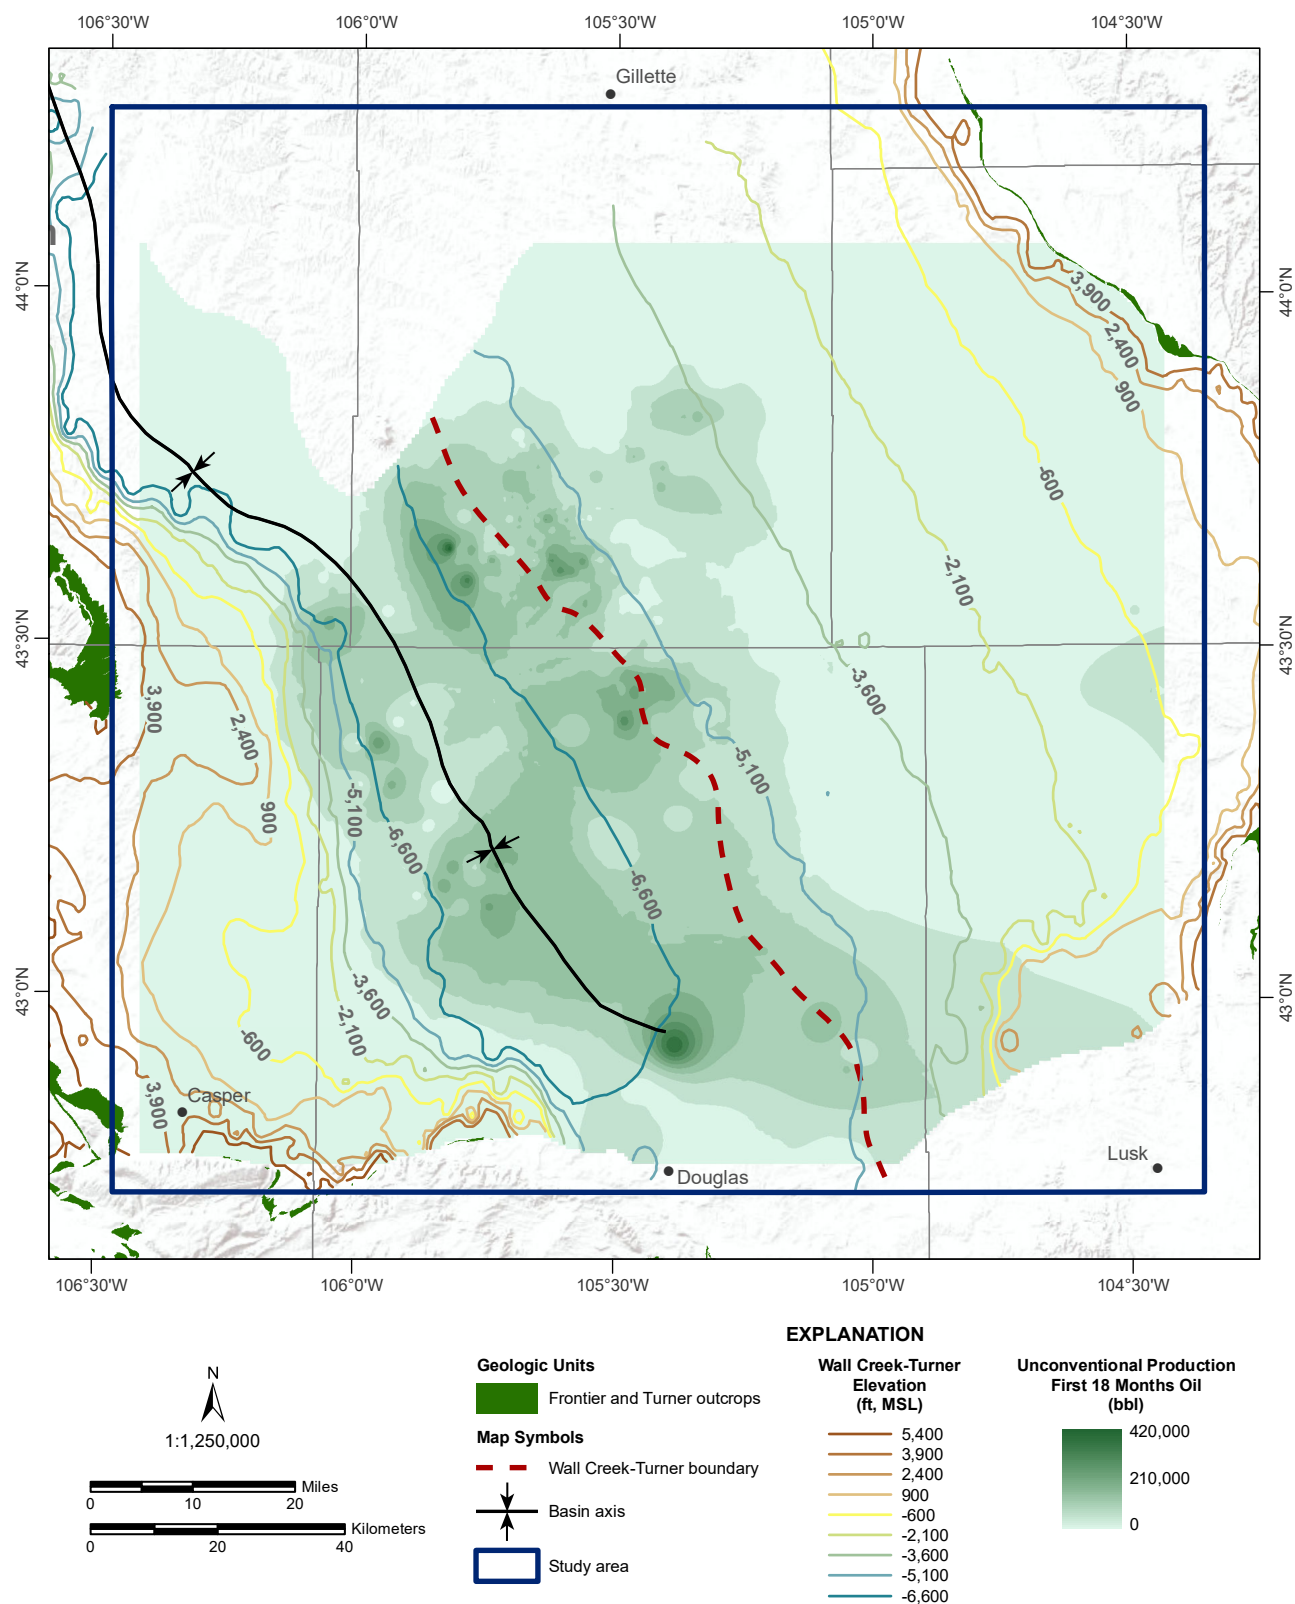 106°30'W 106°0'W 105°30'W 105°0'W 104°30'W
Gillette
44°0'N
44°0'N
3,900
2,400
900
-600
-2,100
43°30'N
43°30'N
3,900
2,400
900
-3,600
-5,100
-5,100
-6,600
-6,600
43°0'N
43°0'N
-3,600
-2,100
-600
3,900
Casper
Douglas
Lusk
106°30'W 106°0'W 105°30'W 105°0'W 104°30'W
EXPLANATION
N
1:1,250,000
0 10 20 Miles
0 20 40 Kilometers
Geologic Units
Frontier and Turner outcrops
Map Symbols
Wall Creek-Turner boundary
Basin axis
Study area
Wall Creek-Turner
Elevation
(ft, MSL)
5,400
3,900
2,400
900
-600
-2,100
-3,600
-5,100
-6,600
Unconventional Production
First 18 Months Oil
(bbl)
420,000
210,000
0